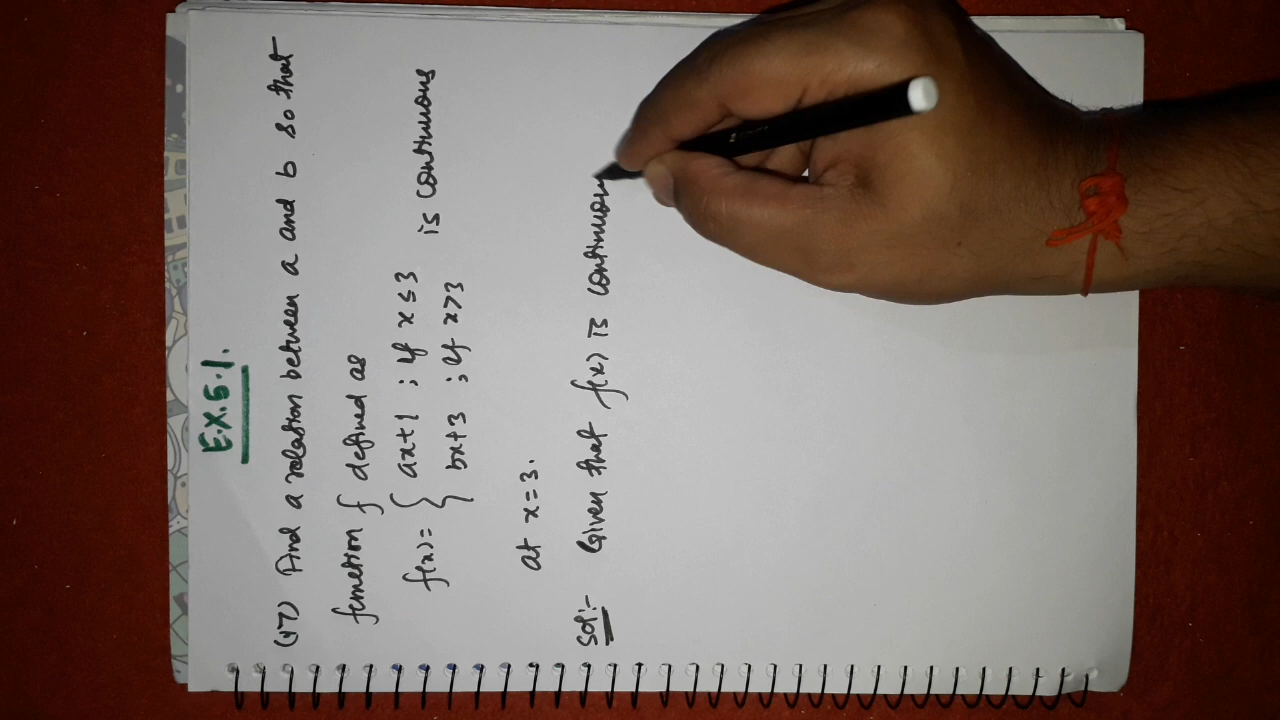 EX.5.1.
(17) Find a relation between a and b so that
function f defined as
f(x)= { ax+1 ; if x ≤ 3
bx+3 ; if x>3 is continuous
at x=3.
Sol:- Given that f(x) is continuou